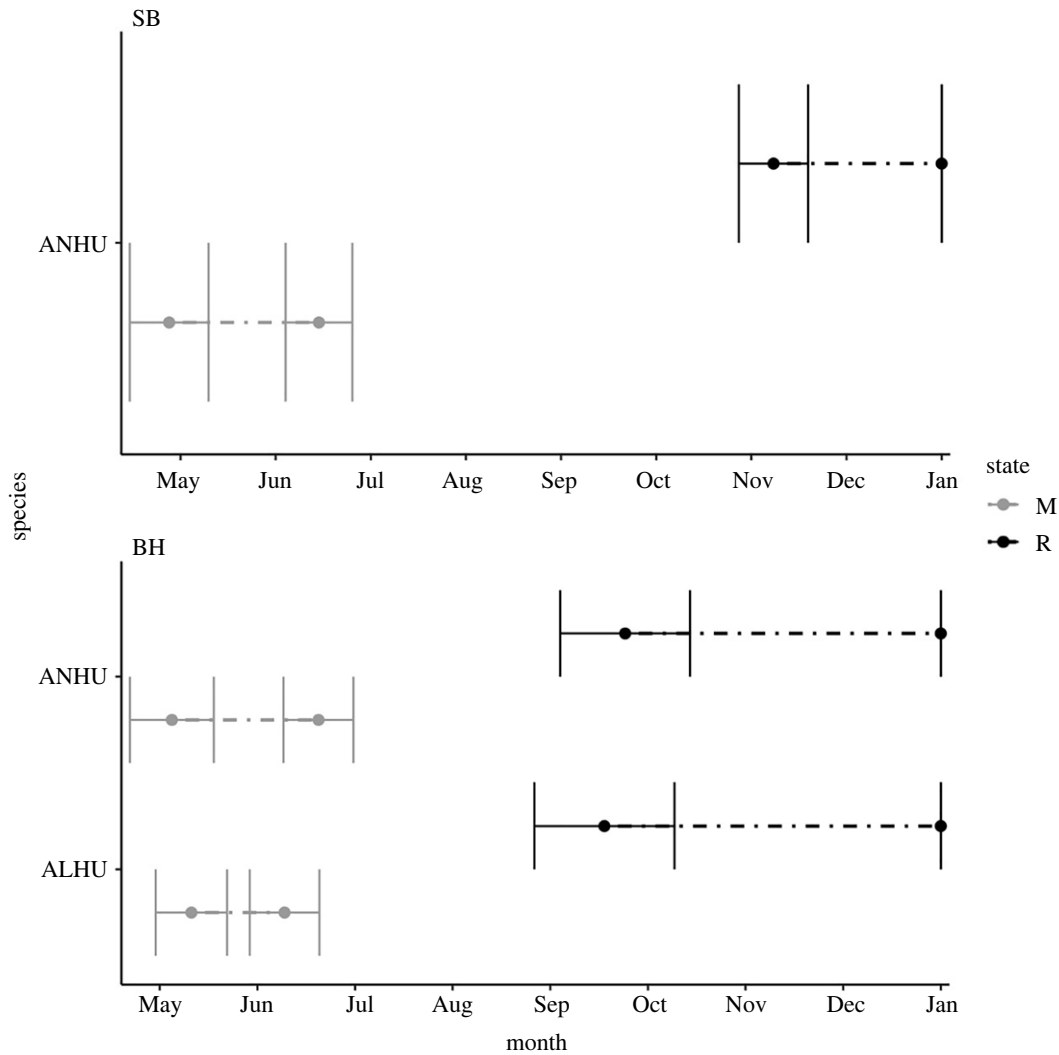 SB
ANHU
May Jun Jul Aug Sep Oct Nov Dec Jan
species
state
M
R
BH
ANHU
ALHU
May Jun Jul Aug Sep Oct Nov Dec Jan
month